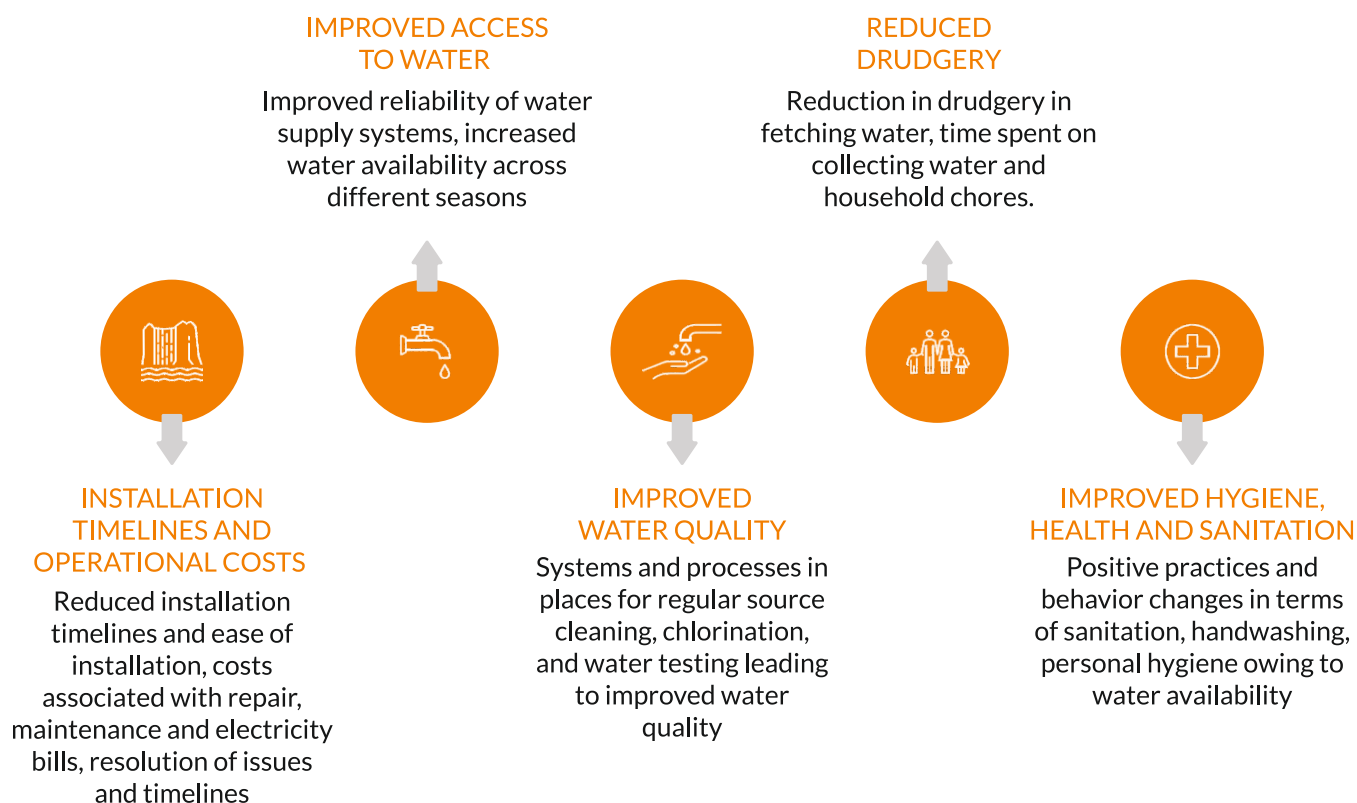 IMPROVED ACCESS
TO WATER
Improved reliability of water
supply systems, increased
water availability across
different seasons
REDUCED
DRUDGERY
Reduction in drudgery in
fetching water, time spent on
collecting water and
household chores.
INSTALLATION
TIMELINES AND
OPERATIONAL COSTS
Reduced installation
timelines and ease of
installation, costs
associated with repair,
maintenance and electricity
bills, resolution of issues
and timelines
IMPROVED
WATER QUALITY
Systems and processes in
places for regular source
cleaning, chlorination,
and water testing leading
to improved water
quality
IMPROVED HYGIENE,
HEALTH AND SANITATION
Positive practices and
behavior changes in terms
of sanitation, handwashing,
personal hygiene owing to
water availability